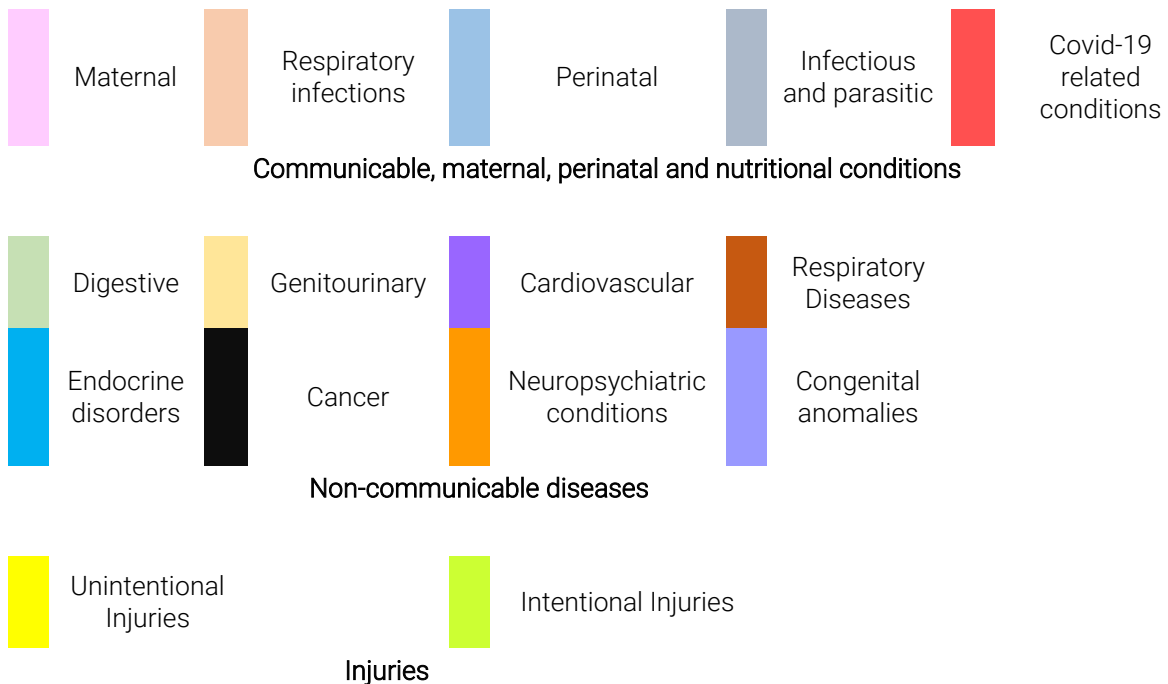 Maternal
Respiratory
infections
Perinatal
Infectious
and parasitic
Covid-19
related
conditions
Communicable, maternal, perinatal and nutritional conditions
Digestive
Genitourinary
Cardiovascular
Respiratory
Diseases
Endocrine
disorders
Cancer
Neuropsychiatric
conditions
Congenital
anomalies
Non-communicable diseases
Unintentional
Injuries
Intentional Injuries
Injuries